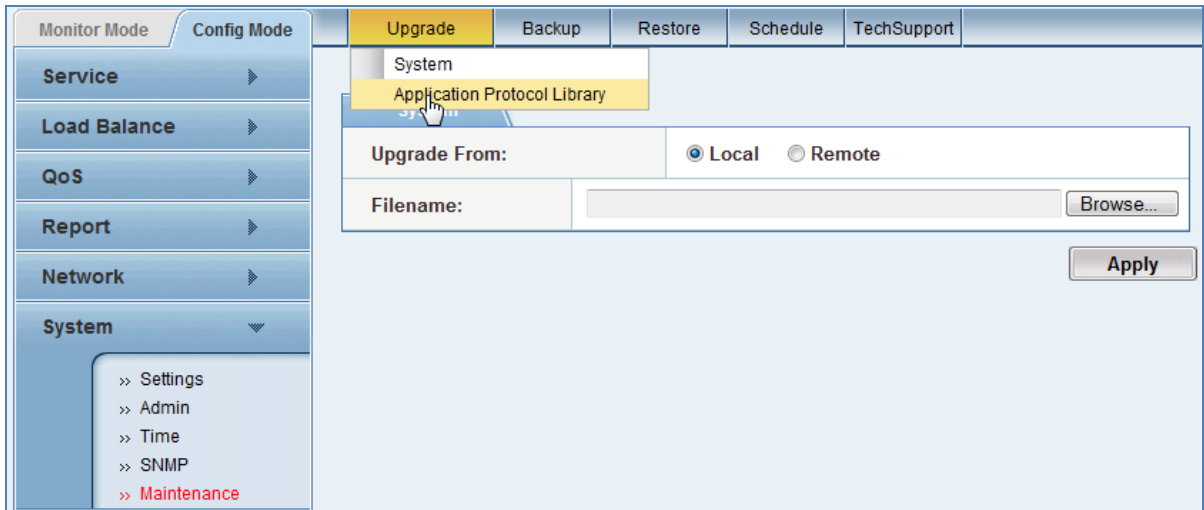 Monitor Mode Config Mode Upgrade Backup Restore Schedule TechSupport
System
Application Protocol Library
System
Upgrade From: Local Remote
Filename: Browse...
Apply
Service
Load Balance
QoS
Report
Network
System
» Settings
» Admin
» Time
» SNMP
» Maintenance